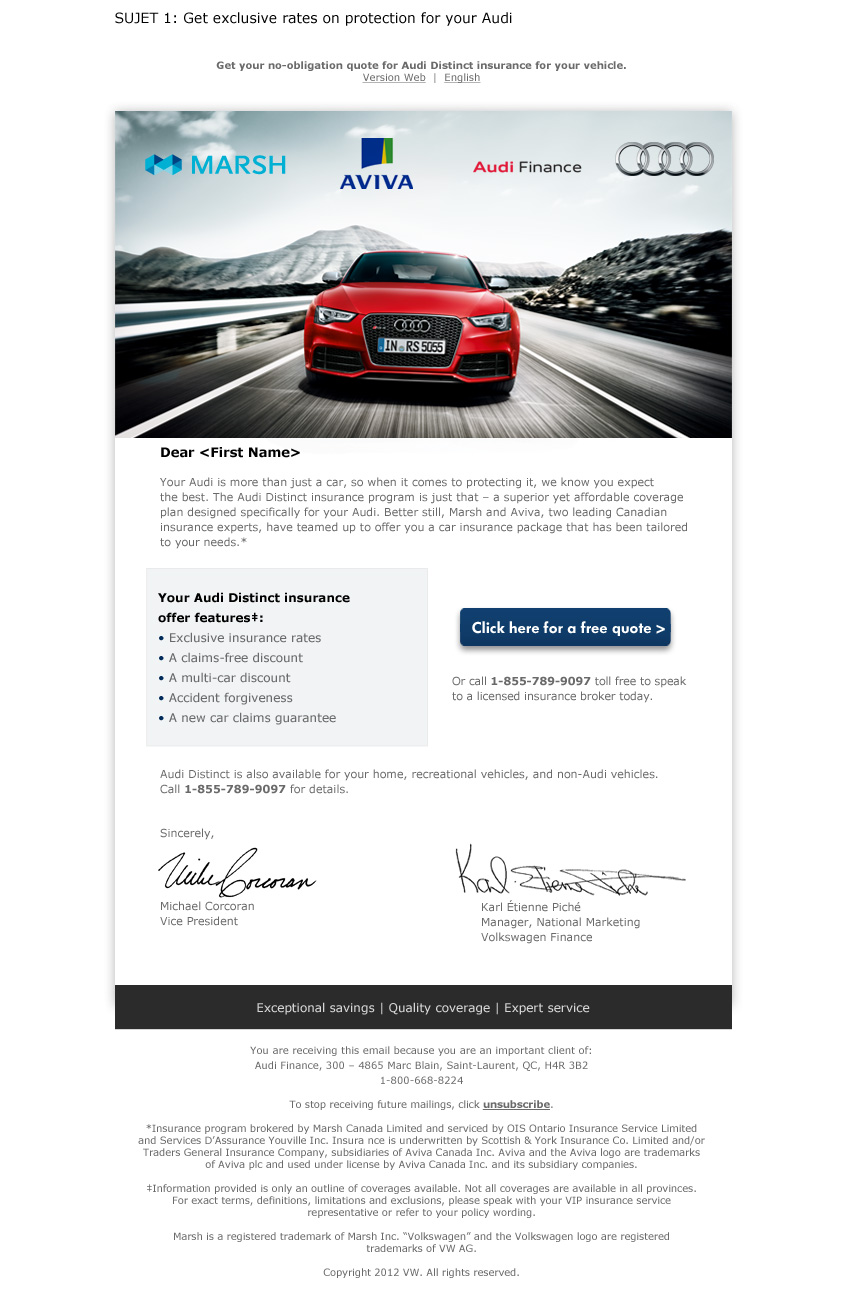 SUJET 1: Get exclusive rates on protection for your Audi
Get your no-obligation quote for Audi Distinct insurance for your vehicle.
Version Web | English
MARSH
AVIVA
Audi Finance
IN RS 5055
Dear <First Name>
Your Audi is more than just a car, so when it comes to protecting it, we know you expect
the best. The Audi Distinct insurance program is just that – a superior yet affordable coverage
plan designed specifically for your Audi. Better still, Marsh and Aviva, two leading Canadian
insurance experts, have teamed up to offer you a car insurance package that has been tailored
to your needs.*
Your Audi Distinct insurance
offer features‡:
• Exclusive insurance rates
• A claims-free discount
• A multi-car discount
• Accident forgiveness
• A new car claims guarantee
Click here for a free quote >
Or call 1-855-789-9097 toll free to speak
to a licensed insurance broker today.
Audi Distinct is also available for your home, recreational vehicles, and non-Audi vehicles.
Call 1-855-789-9097 for details.
Sincerely,
Mike Corcoran
Michael Corcoran
Vice President
Karl-Étienne Piché
Karl Étienne Piché
Manager, National Marketing
Volkswagen Finance
Exceptional savings | Quality coverage | Expert service
You are receiving this email because you are an important client of:
Audi Finance, 300 – 4865 Marc Blain, Saint-Laurent, QC, H4R 3B2
1-800-668-8224
To stop receiving future mailings, click unsubscribe.
*Insurance program brokered by Marsh Canada Limited and serviced by OIS Ontario Insurance Service Limited
and Services D’Assurance Youville Inc. Insura nce is underwritten by Scottish & York Insurance Co. Limited and/or
Traders General Insurance Company, subsidiaries of Aviva Canada Inc. Aviva and the Aviva logo are trademarks
of Aviva plc and used under license by Aviva Canada Inc. and its subsidiary companies.
‡Information provided is only an outline of coverages available. Not all coverages are available in all provinces.
For exact terms, definitions, limitations and exclusions, please speak with your VIP insurance service
representative or refer to your policy wording.
Marsh is a registered trademark of Marsh Inc. “Volkswagen” and the Volkswagen logo are registered
trademarks of VW AG.
Copyright 2012 VW. All rights reserved.